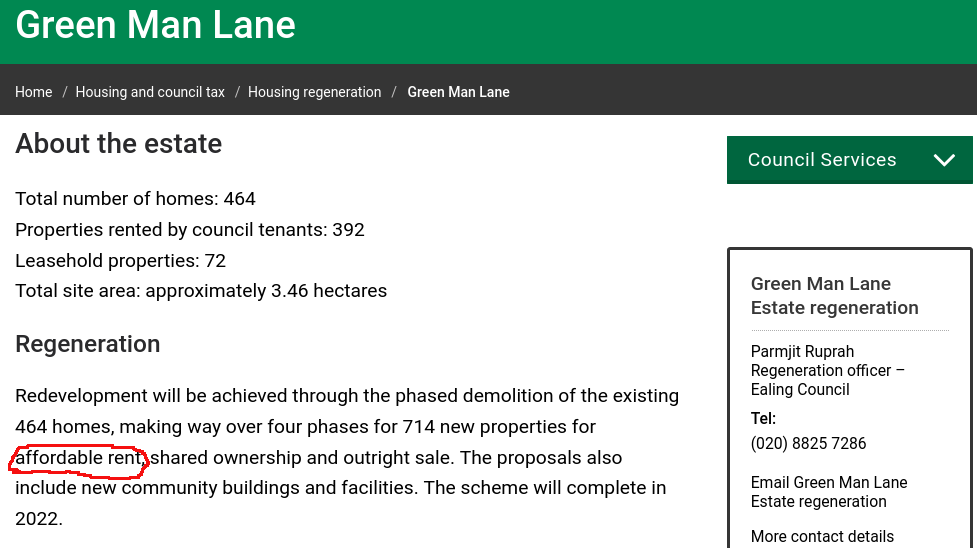 Green Man Lane
Home / Housing and council tax / Housing regeneration / Green Man Lane
About the estate
Total number of homes: 464
Properties rented by council tenants: 392
Leasehold properties: 72
Total site area: approximately 3.46 hectares
Regeneration
Redevelopment will be achieved through the phased demolition of the existing
464 homes, making way over four phases for 714 new properties for
affordable rent, shared ownership and outright sale. The proposals also
include new community buildings and facilities. The scheme will complete in
2022.
Council Services
Green Man Lane
Estate regeneration
Parmjit Ruprah
Regeneration officer –
Ealing Council
Tel:
(020) 8825 7286
Email Green Man Lane
Estate regeneration
More contact details